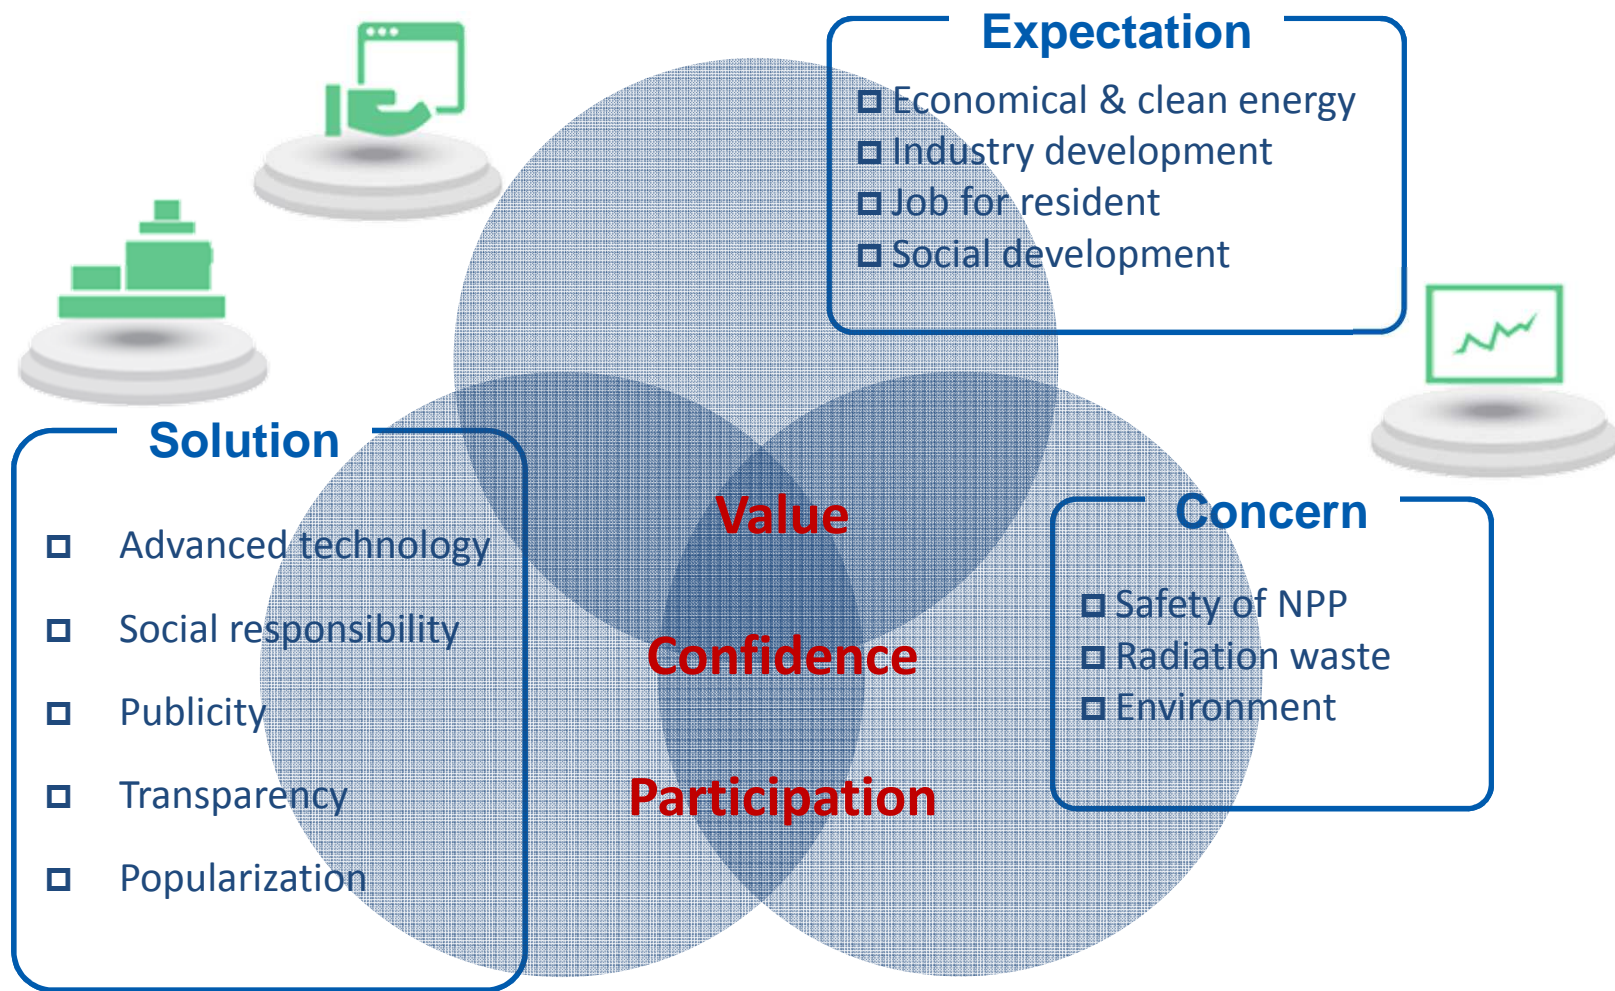 Expectation
Economical & clean energy
Industry development
Job for resident
Social development
Solution
Advanced technology
Social responsibility
Publicity
Transparency
Popularization
Value
Confidence
Participation
Concern
Safety of NPP
Radiation waste
Environment